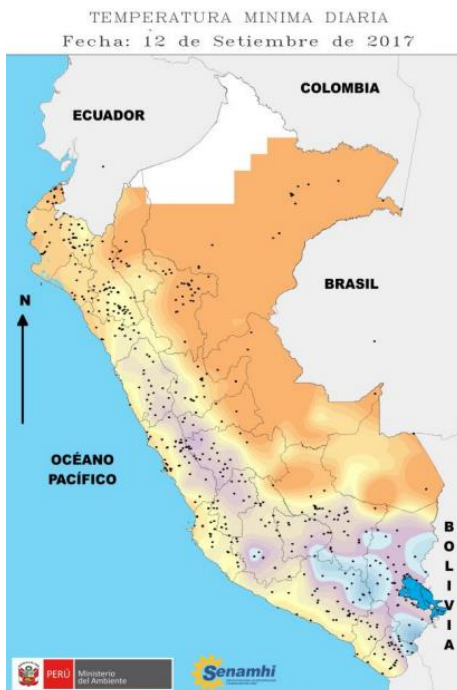 TEMPERATURA MINIMA DIARIA
Fecha: 12 de Setiembre de 2017
COLOMBIA
ECUADOR
BRASIL
N
OCÉANO
PACÍFICO
BOLIVIA
PERÚ
Ministerio
del Ambiente
Senamhi